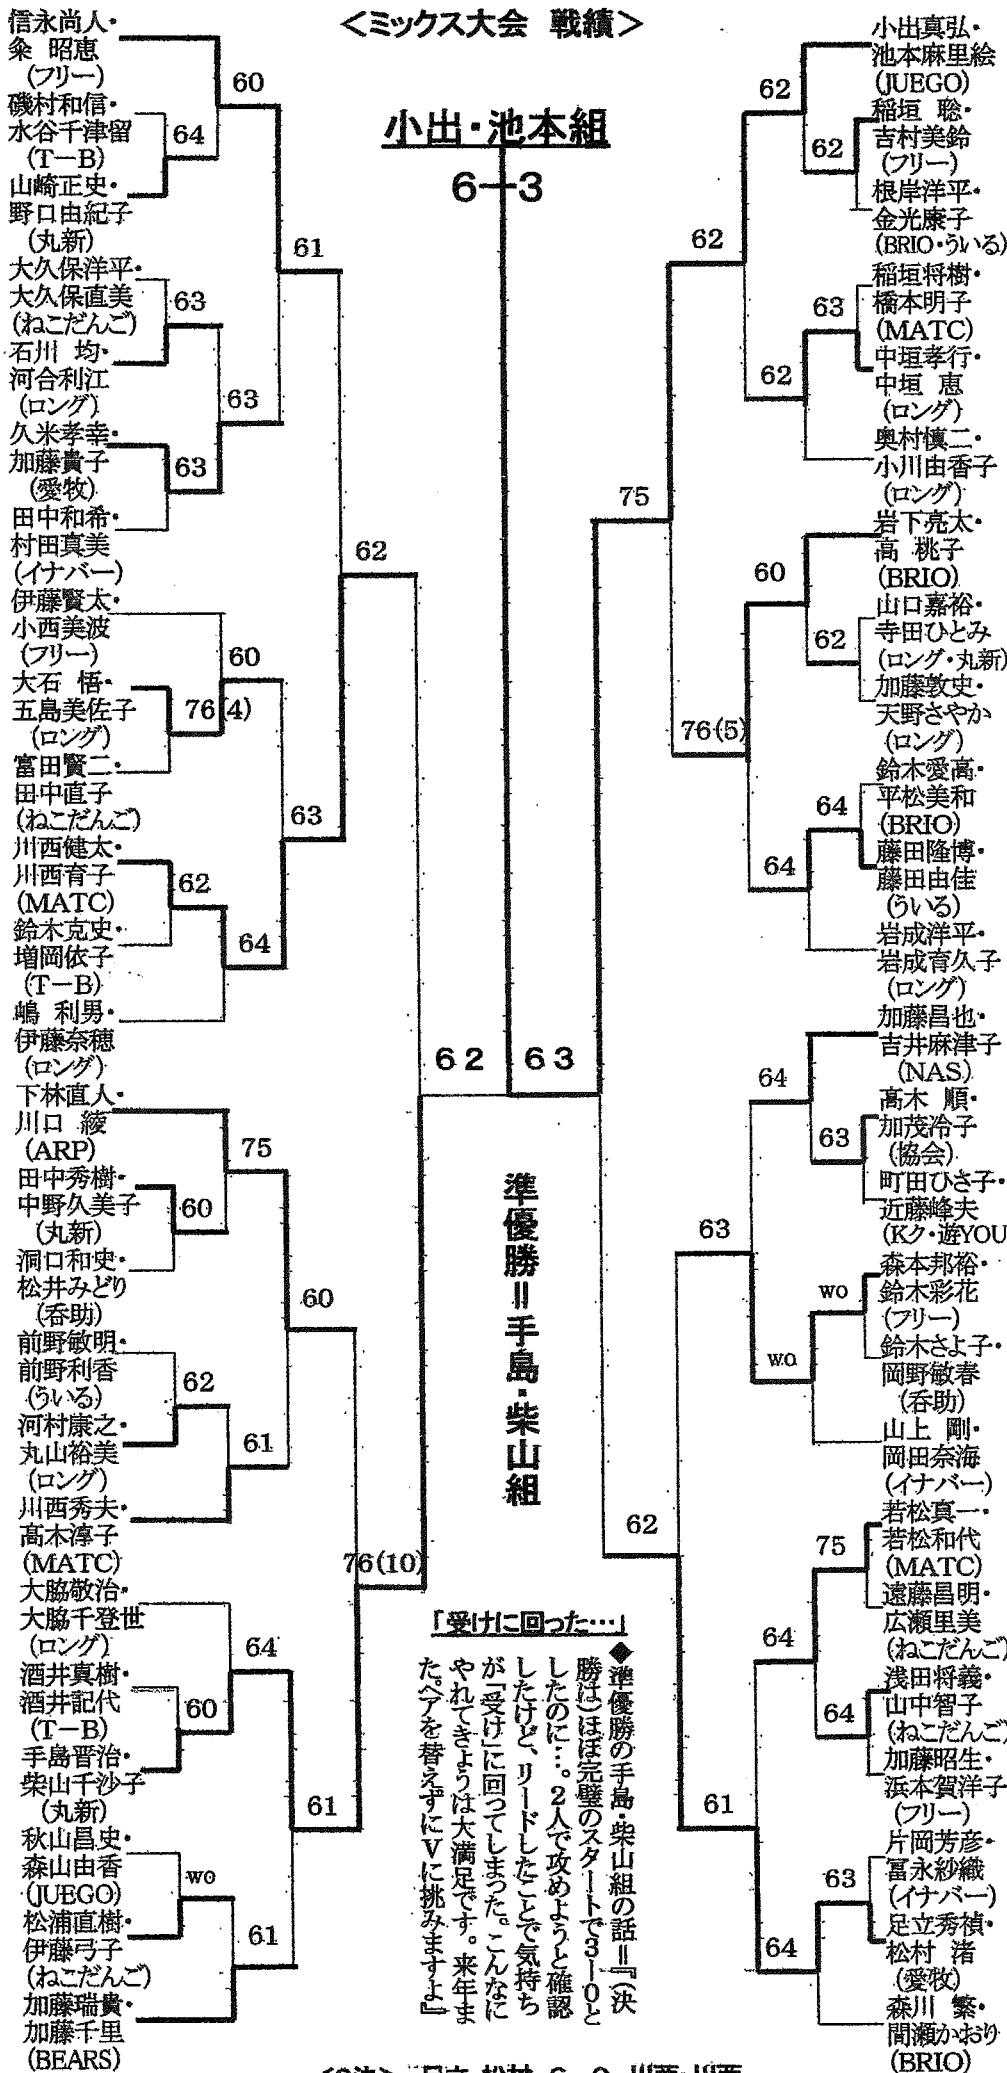 <ミックス大会 戦績>
小出・池本組
6―3
信永尚人・
粂 昭恵
(フリー)
磯村和信・
水谷千津留
(T−B)
山崎正史・
野口由紀子
(丸新)
大久保洋平・
大久保直美
(ねこだんご)
石川 均・
河合利江
(ロング)
久米孝幸・
加藤貴子
(愛牧)
田中和希・
村田真美
(イナバー)
伊藤賢太・
小西美波
(フリー)
大石 悟・
五島美佐子
(ロング)
富田賢二・
田中直子
(ねこだんご)
川西健太・
川西育子
(MATC)
鈴木克史・
増岡依子
(T−B)
嶋 利男・
伊藤奈穂
(ロング)
下林直人・
川口 綾
(ARP)
田中秀樹・
中野久美子
(丸新)
洞口和史・
松井みどり
(呑助)
前野敏明・
前野利香
(ういる)
河村康之・
丸山裕美
(ロング)
川西秀夫・
髙木淳子
(MATC)
大脇敬治・
大脇千登世
(ロング)
酒井真樹・
酒井記代
(T−B)
手島晋治・
柴山千沙子
(丸新)
秋山昌史・
森山由香
(JUEGO)
松浦直樹・
伊藤弓子
(ねこだんご)
加藤瑞貴・
加藤千里
(BEARS)
60
64
61
63
63
63
62
60
76(4)
63
62
64
62
75
60
60
62
61
76(10)
64
60
61
wo
61
63
62
62
62
63
62
75
60
62
76(5)
64
64
64
63
63
wo
wo
62
75
64
64
61
63
64
小出真弘・
池本麻里絵
(JUEGO)
稲垣 聡・
吉村美鈴
(フリー)
根岸洋平・
金光康子
(BRIO・ういる)
稲垣将樹・
橋本明子
(MATC)
中垣孝行・
中垣 恵
(ロング)
奥村慎二・
小川由香子
(ロング)
岩下亮太・
高 桃子
(BRIO)
山口嘉裕・
寺田ひとみ
(ロング・丸新)
加藤敦史・
天野さやか
(ロング)
鈴木愛高・
平松美和
(BRIO)
藤田隆博・
藤田由佳
(ういる)
岩成洋平・
岩成育久子
(ロング)
加藤昌也・
吉井麻津子
(NAS)
髙木 順・
加茂冷子
(協会)
町田ひさ子・
近藤峰夫
(Kク・遊YOU
森本邦裕・
鈴木彩花
(フリー)
鈴木さよ子・
岡野敏春
(呑助)
山上 剛・
岡田奈海
(イナバー)
若松真一・
若松和代
(MATC)
遠藤昌明・
広瀬里美
(ねこだんご)
浅田将義・
山中智子
(ねこだんご)
加藤昭生・
浜本賀洋子
(フリー)
片岡芳彦・
冨永紗織
(イナバー)
足立秀禎・
松村 渚
(愛牧)
森川 繁・
間瀬かおり
(BRIO)
準優勝=手島・柴山組
「受けに回った…」
◆準優勝の手島・柴山組の話=『(決
勝は)ほぼ完璧のスタートで3―0と
したのに…。2人で攻めようと確認
したけど、リードしたことで気持ち
が「受け」に回ってしまった。こんなに
やれてきょうは大満足です。来年ま
た。ペアを替えずにVに挑みますよ』